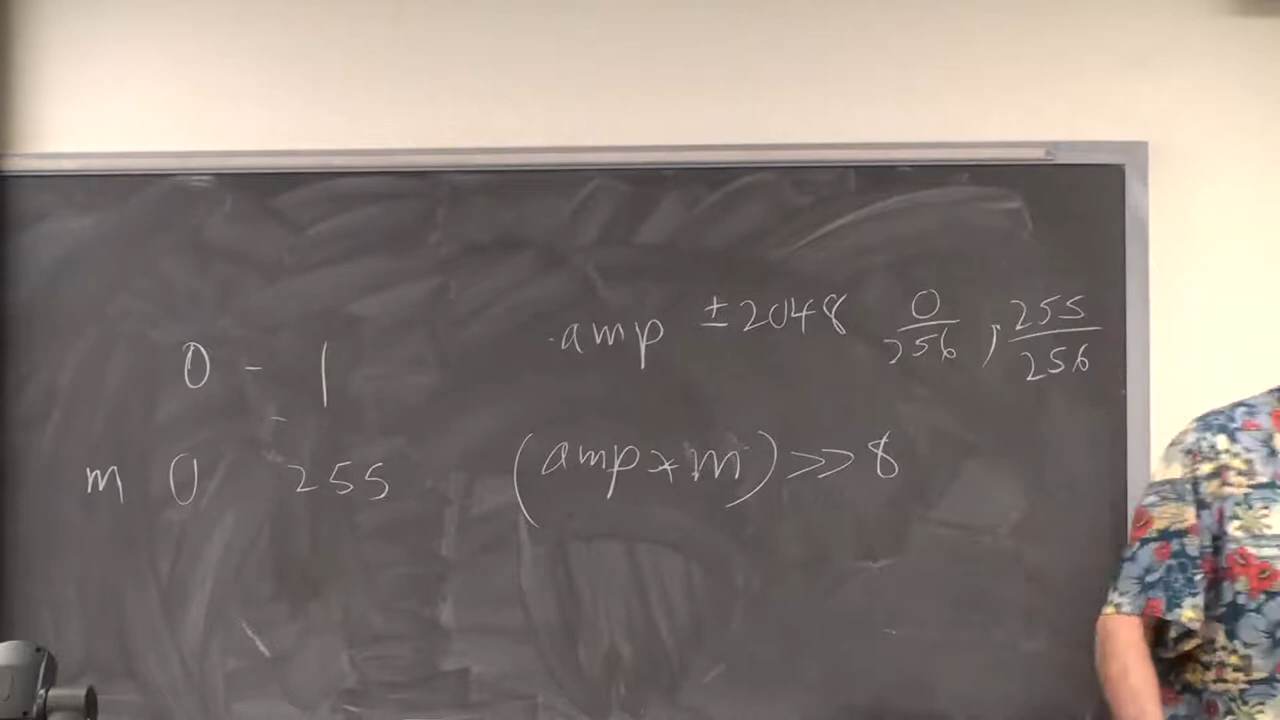 0 - 1
m 0 - 255
amp ±2048 0/256, 255/256
(amp*m)>>8